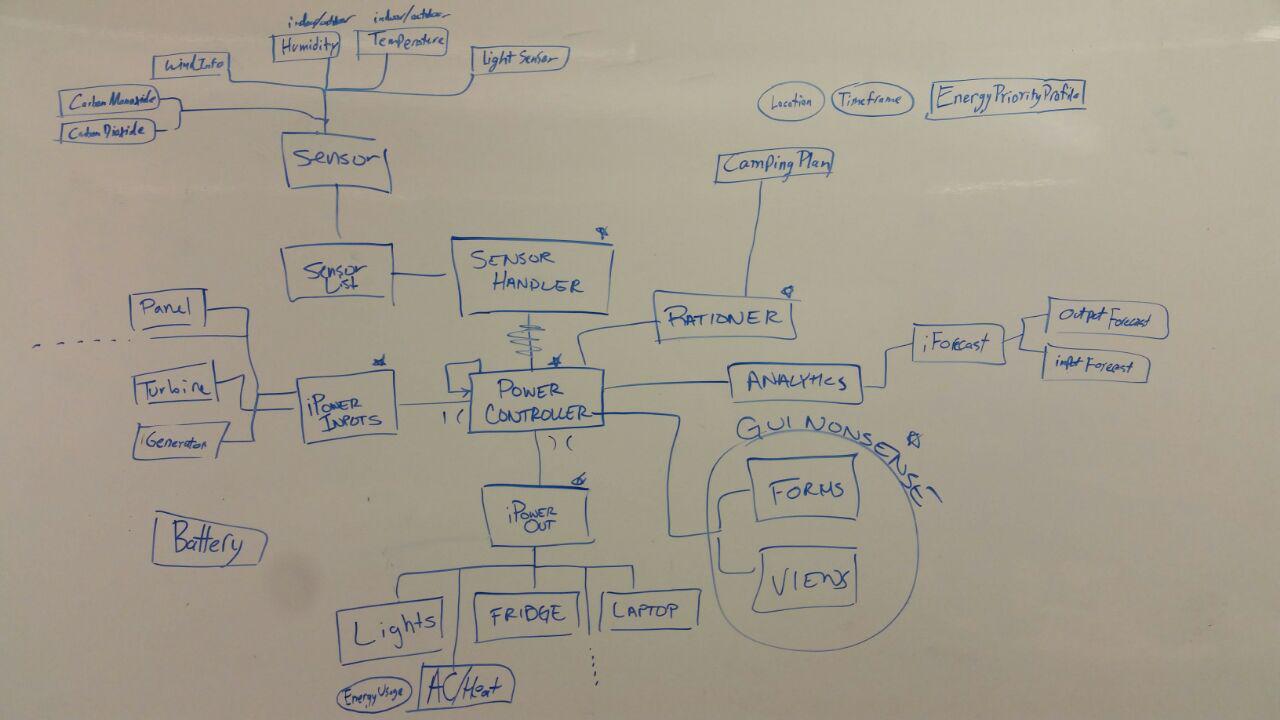 indoor/outdoor
indoor/outdoor
Humidity
Temperature
Wind Info
Light Sensor
Carbon Monoxide
Carbon Dioxide
Sensor
Location
Timeframe
EnergyPriorityProfile
CampingPlan
Sensor
List
SENSOR
HANDLER
RATIONER
Panel
Turbine
iGenerator
iPOWER
INPUTS
POWER
CONTROLLER
ANALYTICS
iForecast
Output Forecast
input Forecast
GUI NONSENSE
FORMS
VIEWS
iPOWER
OUT
Battery
Lights
FRIDGE
LAPTOP
Energy Usage
AC/Heat